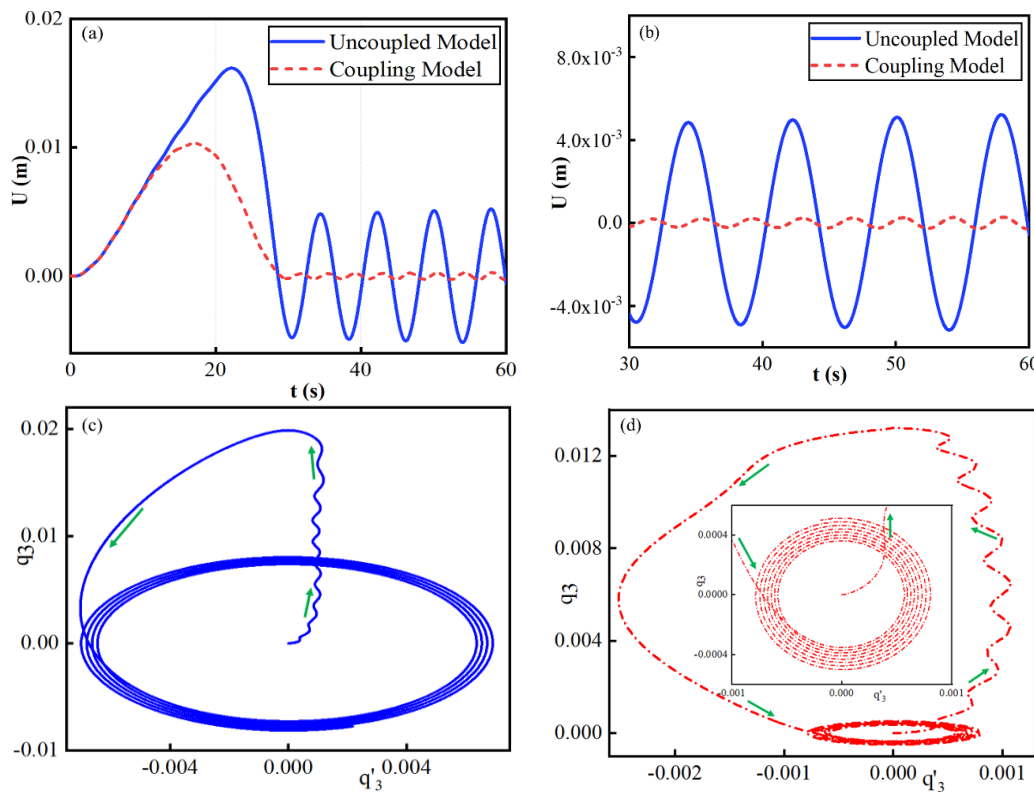 (a)
Uncoupled Model
Coupling Model
0.02
0.01
0.00
U (m)
0
20
40
60
t (s)
(b)
Uncoupled Model
Coupling Model
8.0x10⁻³
4.0x10⁻³
0.0
-4.0x10⁻³
U (m)
30
40
50
60
t (s)
(c)
0.02
0.01
0.00
-0.01
q₃
-0.004
0.000
0.004
q'₃
(d)
0.012
0.008
0.004
0.000
q₃
-0.002
-0.001
0.000
0.001
q'₃
0.0004
0.0000
-0.0004
q₃
-0.001
0.000
0.001
q'₃